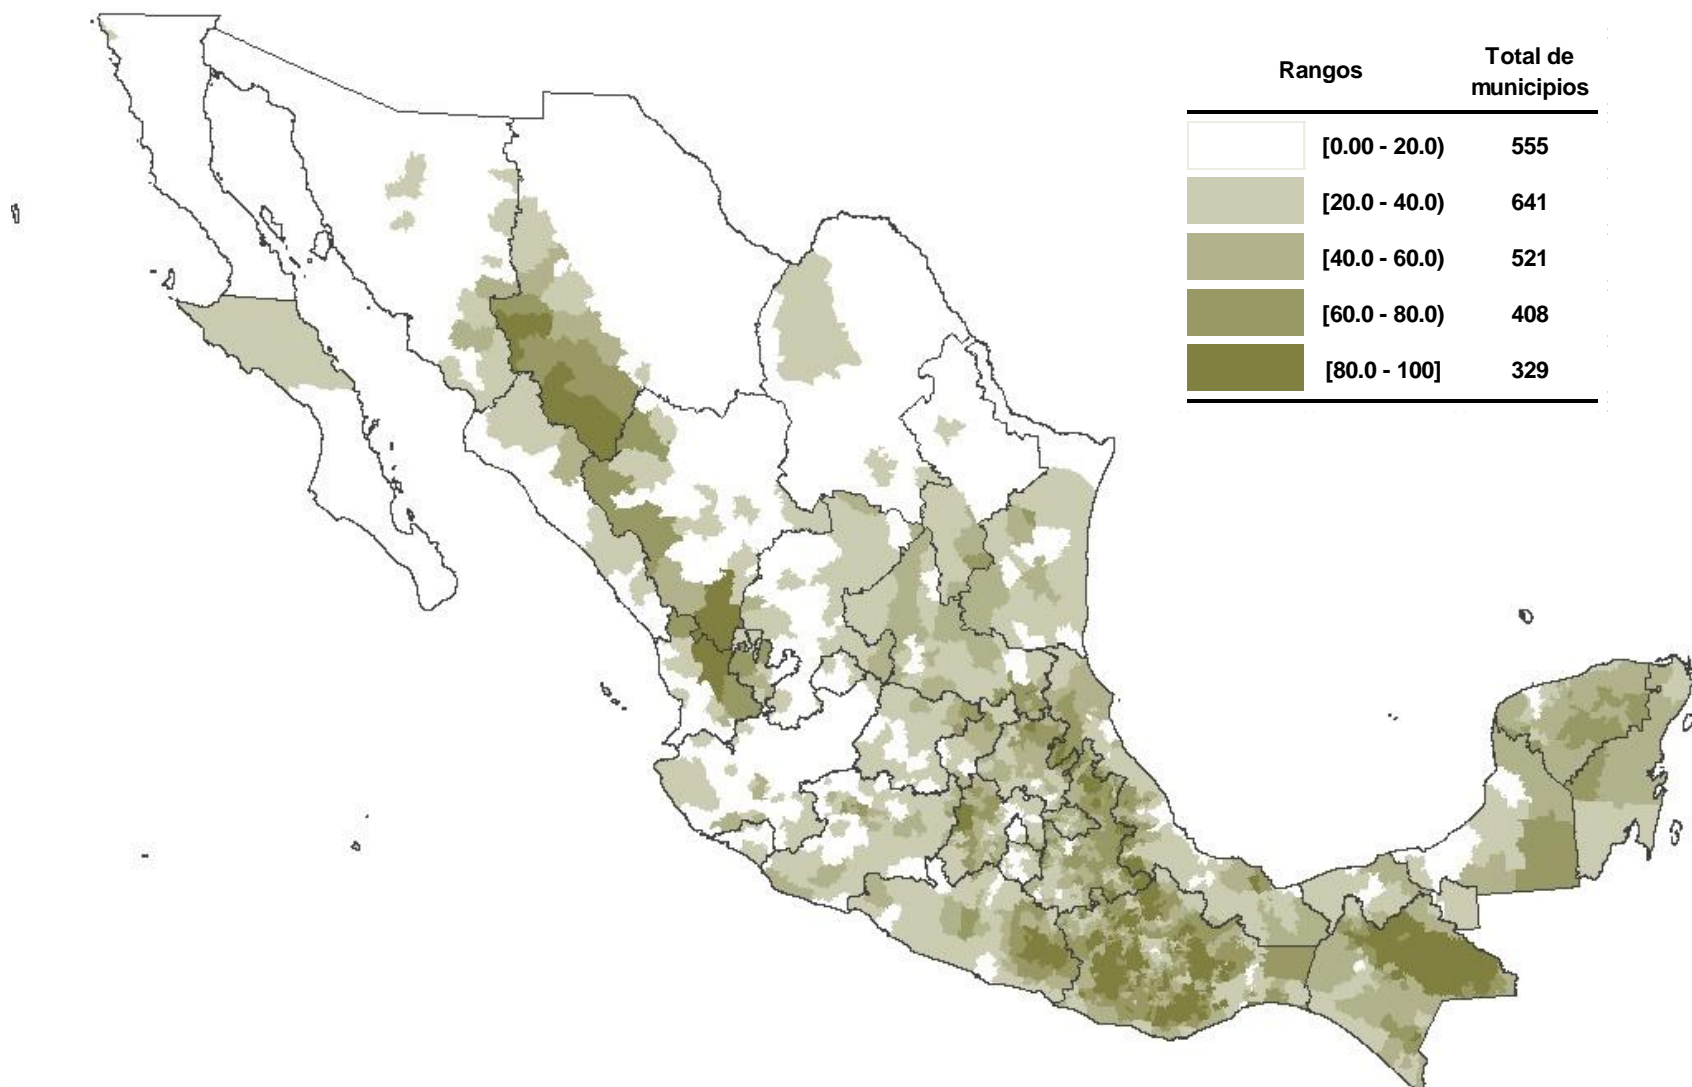 Rangos
Total de
municipios
[0.00 - 20.0) 555
[20.0 - 40.0) 641
[40.0 - 60.0) 521
[60.0 - 80.0) 408
[80.0 - 100] 329